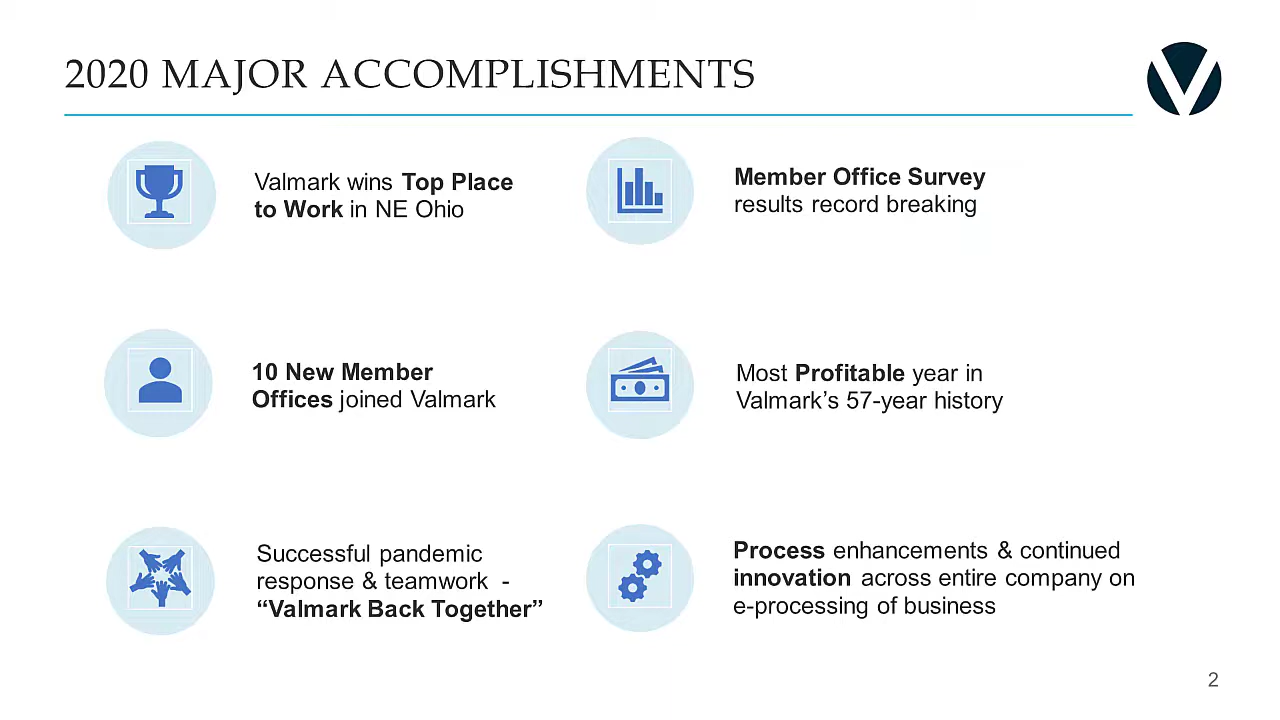 2020 MAJOR ACCOMPLISHMENTS
Valmark wins Top Place
to Work in NE Ohio
Member Office Survey
results record breaking
10 New Member
Offices joined Valmark
Most Profitable year in
Valmark’s 57-year history
Successful pandemic
response & teamwork  -
“Valmark Back Together”
Process enhancements & continued
innovation across entire company on
e-processing of business
2